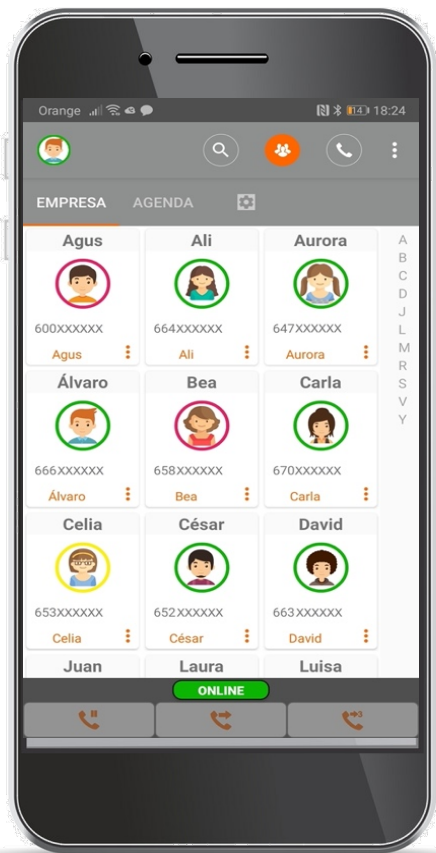 Orange 14 18:24
EMPRESA AGENDA
Agus Ali Aurora
600XXXXXX 664XXXXXX 647XXXXXX
Agus Ali Aurora
Álvaro Bea Carla
666XXXXXX 658XXXXXX 670XXXXXX
Álvaro Bea Carla
Celia César David
653XXXXXX 652XXXXXX 663XXXXXX
Celia César David
Juan Laura Luisa
A
B
C
D
J
L
M
R
S
V
Y
ONLINE